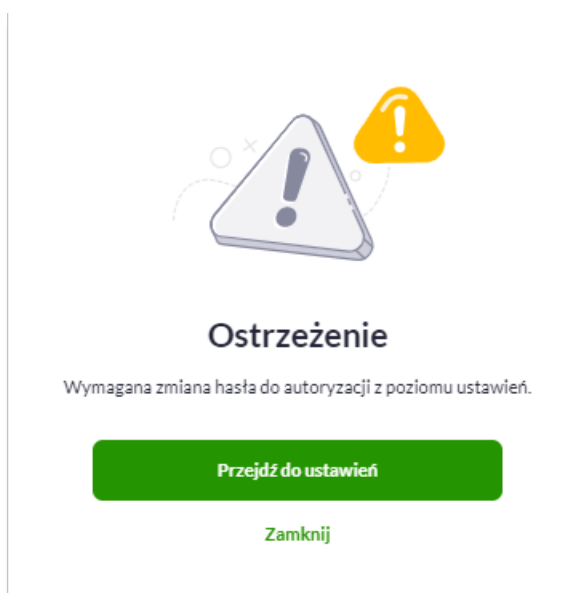 Ostrzeżenie
Wymagana zmiana hasła do autoryzacji z poziomu ustawień.
Przejdź do ustawień
Zamknij